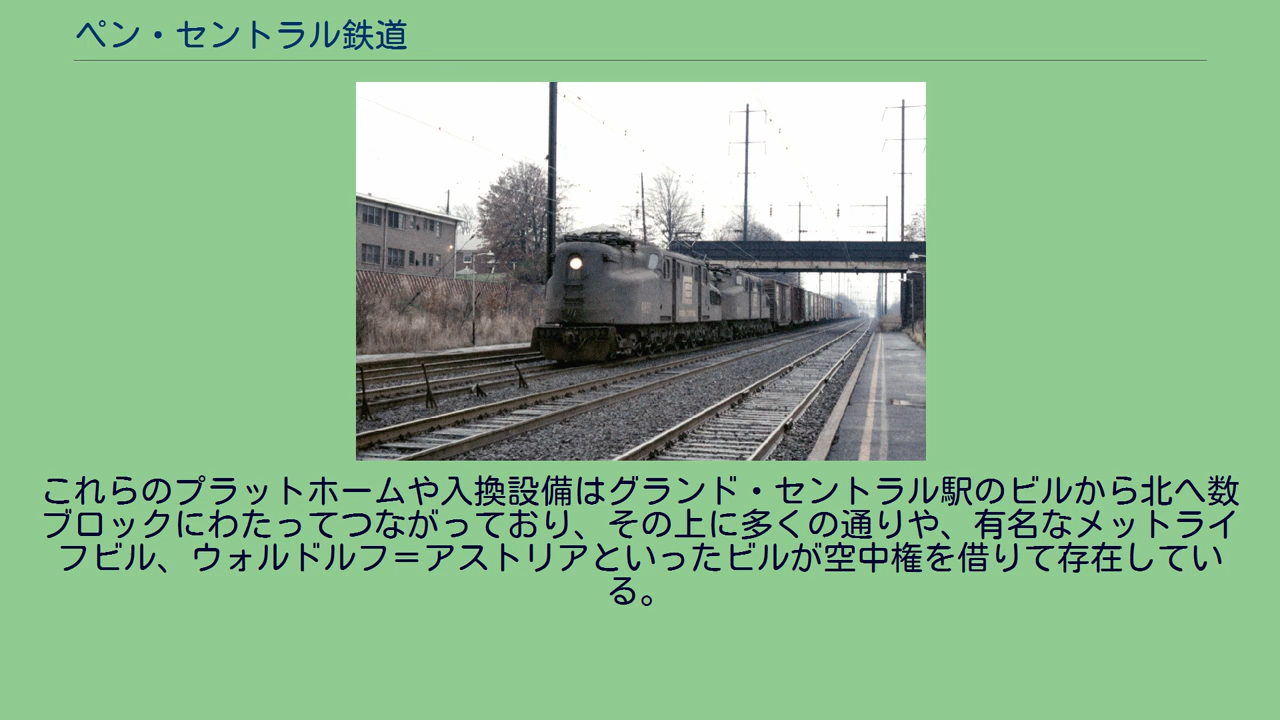 ペン・セントラル鉄道
これらのプラットホームや入換設備はグランド・セントラル駅のビルから北へ数
ブロックにわたってつながっており、その上に多くの通りや、有名なメットライ
フビル、ウォルドルフ＝アストリアといったビルが空中権を借りて存在してい
る。